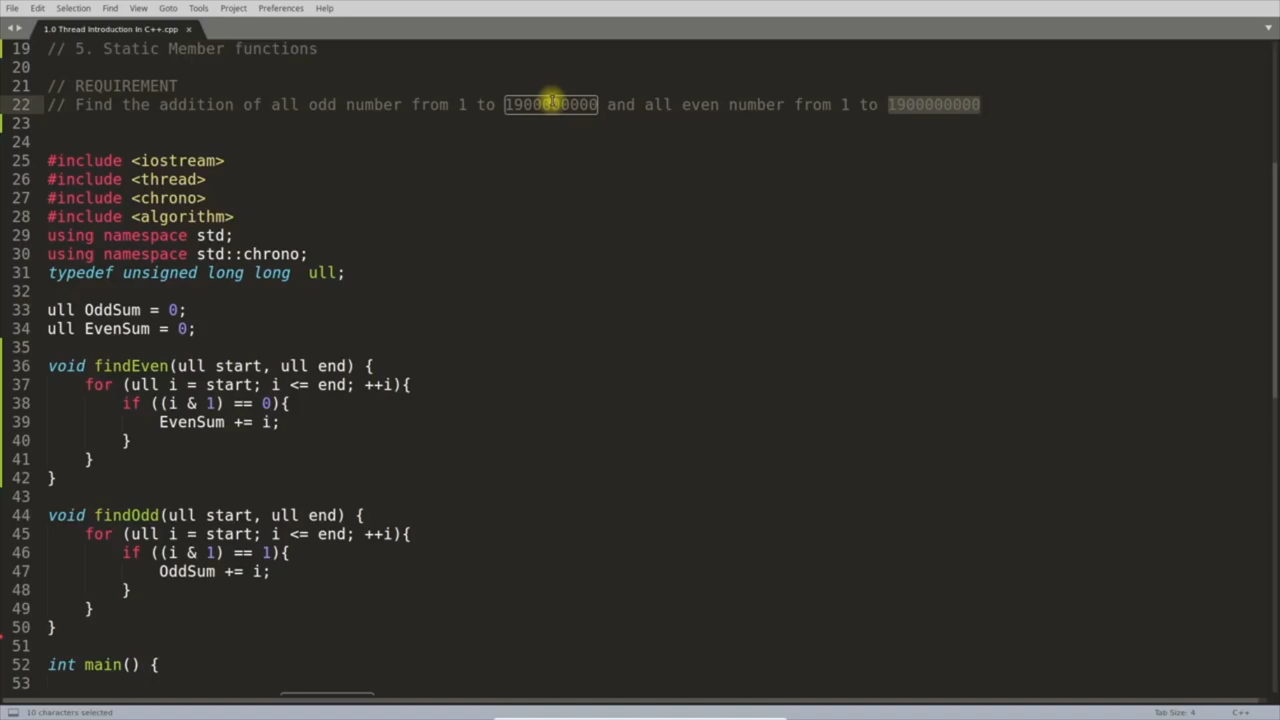 File Edit Selection Find View Goto Tools Project Preferences Help
1.0 Thread Introduction In C++.cpp ×
19 // 5. Static Member functions
20
21 // REQUIREMENT
22 // Find the addition of all odd number from 1 to 1900000000 and all even number from 1 to 1900000000
23
24
25 #include <iostream>
26 #include <thread>
27 #include <chrono>
28 #include <algorithm>
29 using namespace std;
30 using namespace std::chrono;
31 typedef unsigned long long  ull;
32
33 ull OddSum = 0;
34 ull EvenSum = 0;
35
36 void findEven(ull start, ull end) {
37     for (ull i = start; i <= end; ++i){
38         if ((i & 1) == 0){
39             EvenSum += i;
40         }
41     }
42 }
43
44 void findOdd(ull start, ull end) {
45     for (ull i = start; i <= end; ++i){
46         if ((i & 1) == 1){
47             OddSum += i;
48         }
49     }
50 }
51
52 int main() {
53
10 characters selected Tab Size: 4 C++